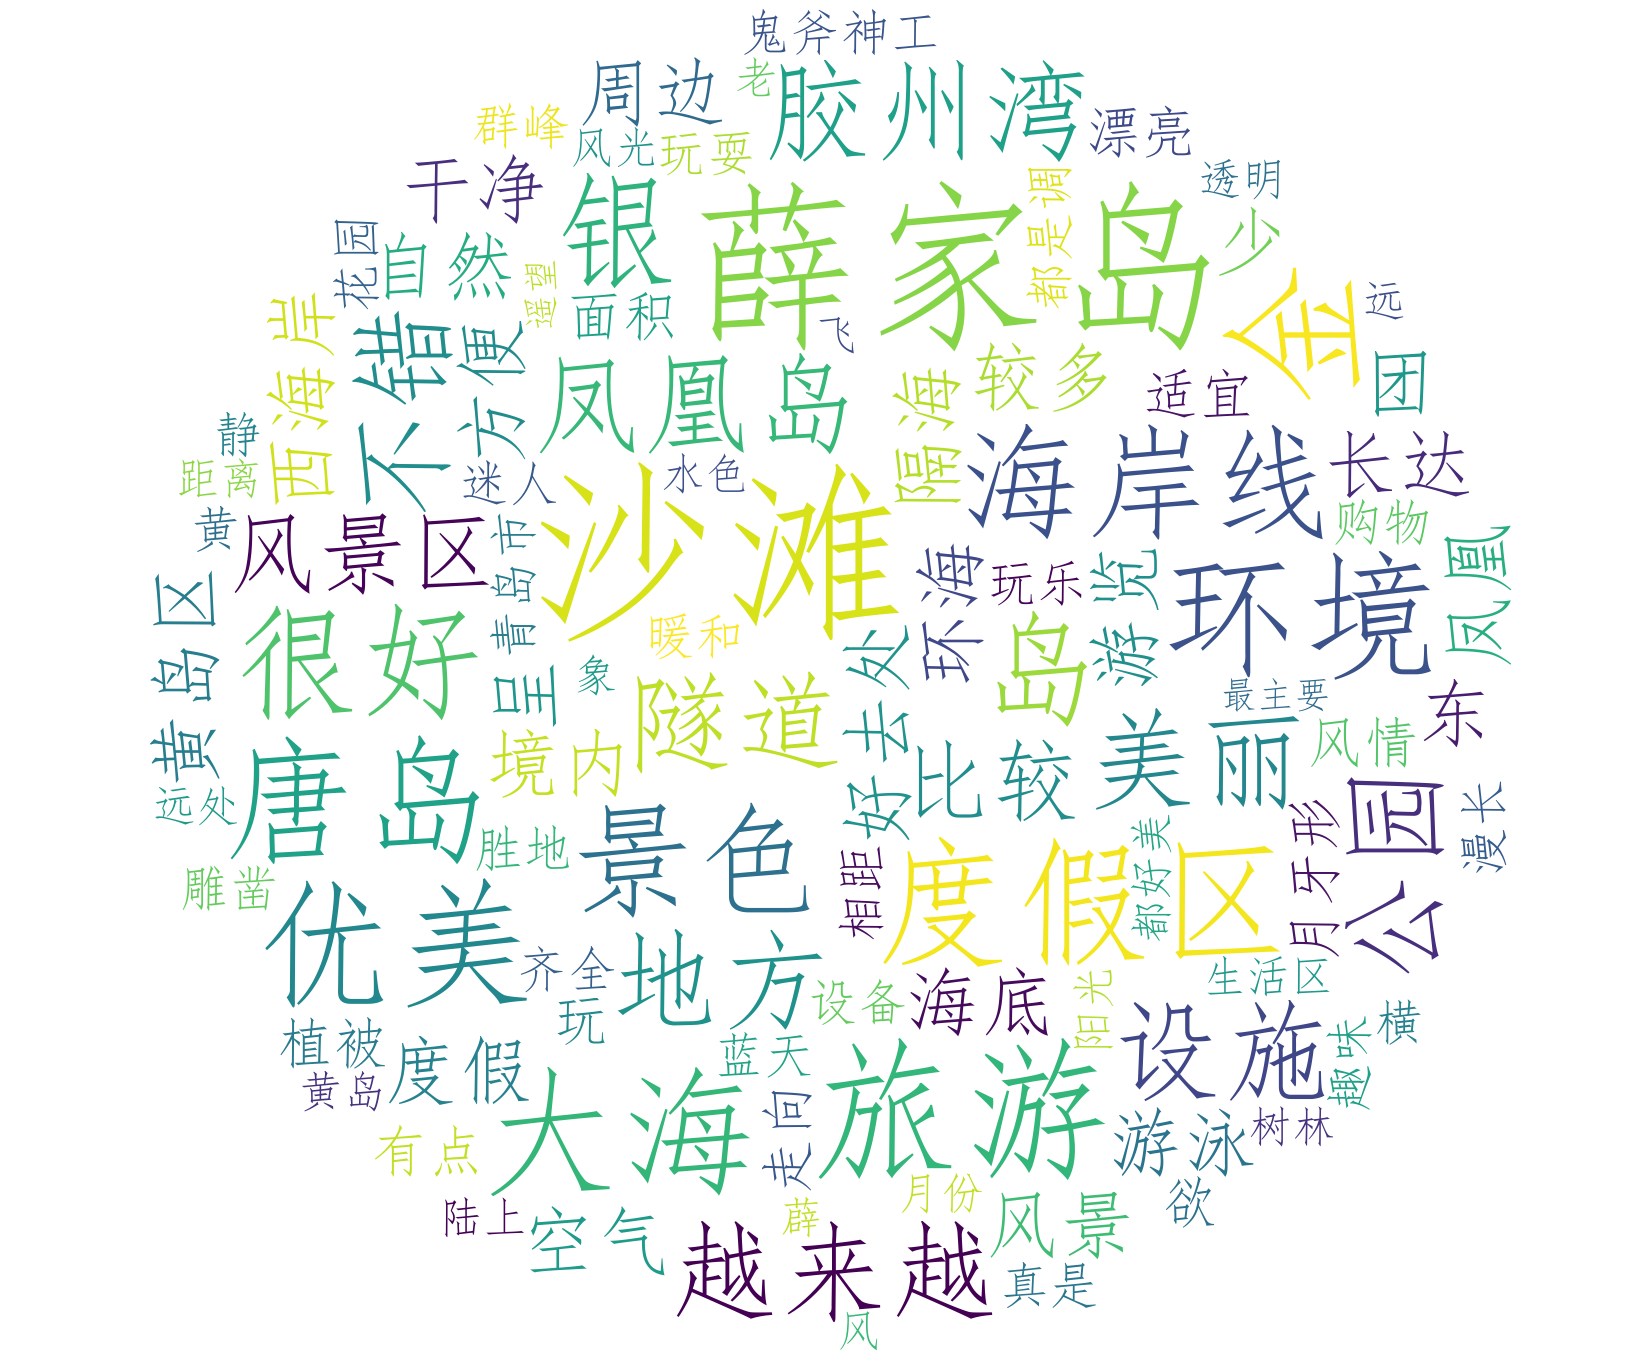 鬼斧神工
周边
老
胶州湾
漂亮
群峰
风光
玩耍
干净
银
薛家岛
都是调
透明
少
花园
自然
遥望
面积
飞
金
远
西海岸
不错
方便
凤凰岛
隔海
较多
适宜
团
静
距离
迷人
水色
海岸线
长达
购物
黄
风景区
青岛市
沙滩
环海
玩乐
游览
环境
凤凰
黄岛区
很好
呈
象
暖和
好去处
岛
最主要
东
远处
唐岛
境内
隧道
比较
美丽
风情
公园
漫长
雕凿
胜地
景色
相距
度假区
都好美
月牙形
优美
齐全
玩
地方
设备
海底
阳光
生活区
植被
黄岛
度假
蓝天
设施
趣味
横
有点
大海
走向
旅游
游泳
树林
陆上
空气
薜
月份
风景
欲
越来越
真是
风